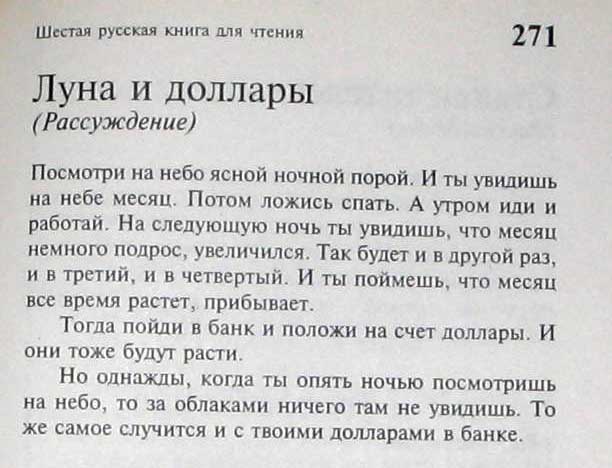 Шестая русская книга для чтения
271
Луна и доллары
(Рассуждение)
Посмотри на небо ясной ночной порой. И ты увидишь
на небе месяц. Потом ложись спать. А утром иди и
работай. На следующую ночь ты увидишь, что месяц
немного подрос, увеличился. Так будет и в другой раз,
и в третий, и в четвертый. И ты поймешь, что месяц
все время растет, прибывает.
Тогда пойди в банк и положи на счет доллары. И
они тоже будут расти.
Но однажды, когда ты опять ночью посмотришь
на небо, то за облаками ничего там не увидишь. То
же самое случится и с твоими долларами в банке.